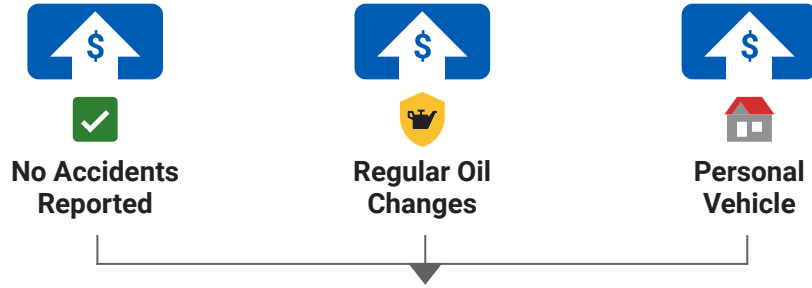 $ $ $
No Accidents Reported
Regular Oil Changes
Personal Vehicle